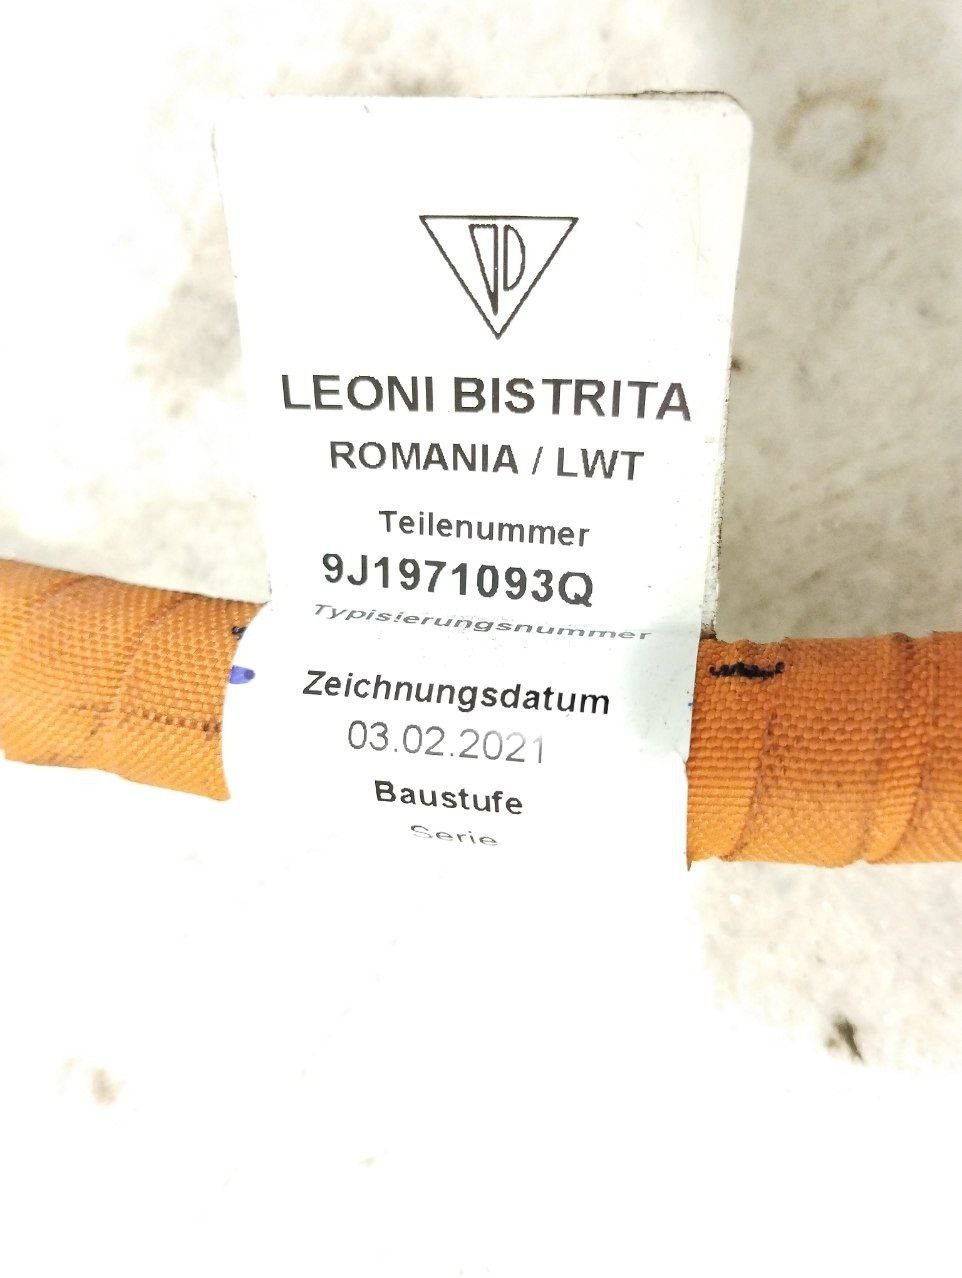 LEONI BISTRITA
ROMANIA / LWT
Teilenummer
9J1971093Q
Typisierungsnummer
Zeichnungsdatum
03.02.2021
Baustufe
Serie